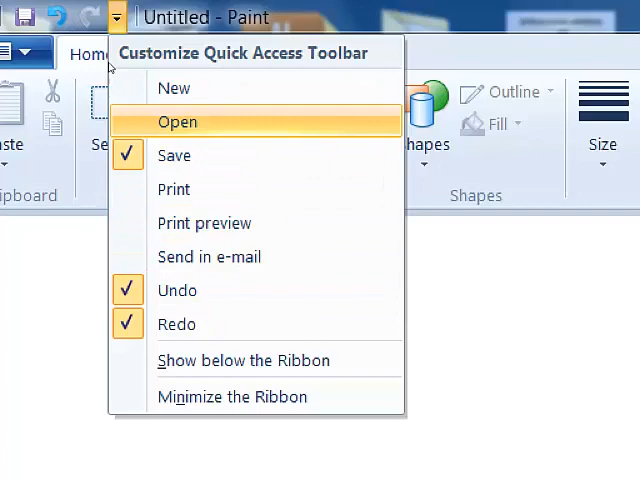 Untitled - Paint
Home
Customize Quick Access Toolbar
New
Open
Save
Print
Print preview
Send in e-mail
Undo
Redo
Show below the Ribbon
Minimize the Ribbon
Outline
Fill
Size
Shapes